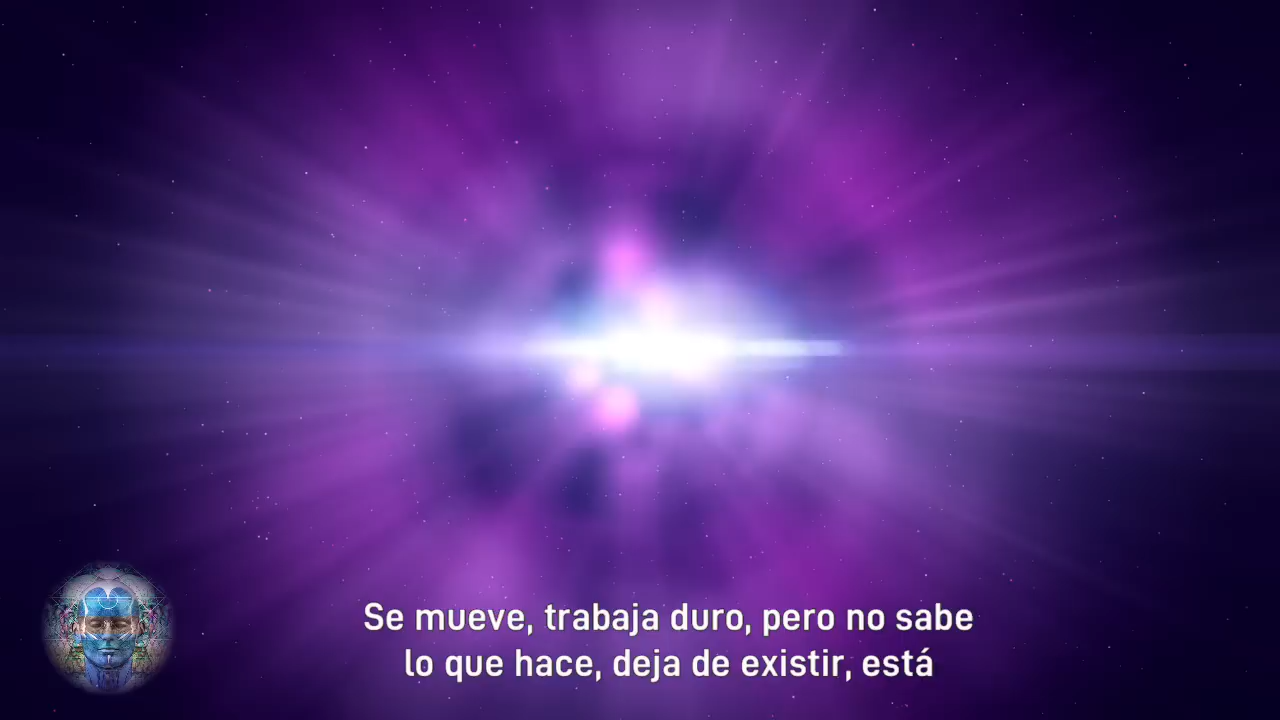 Se mueve, trabaja duro, pero no sabe
lo que hace, deja de existir, está